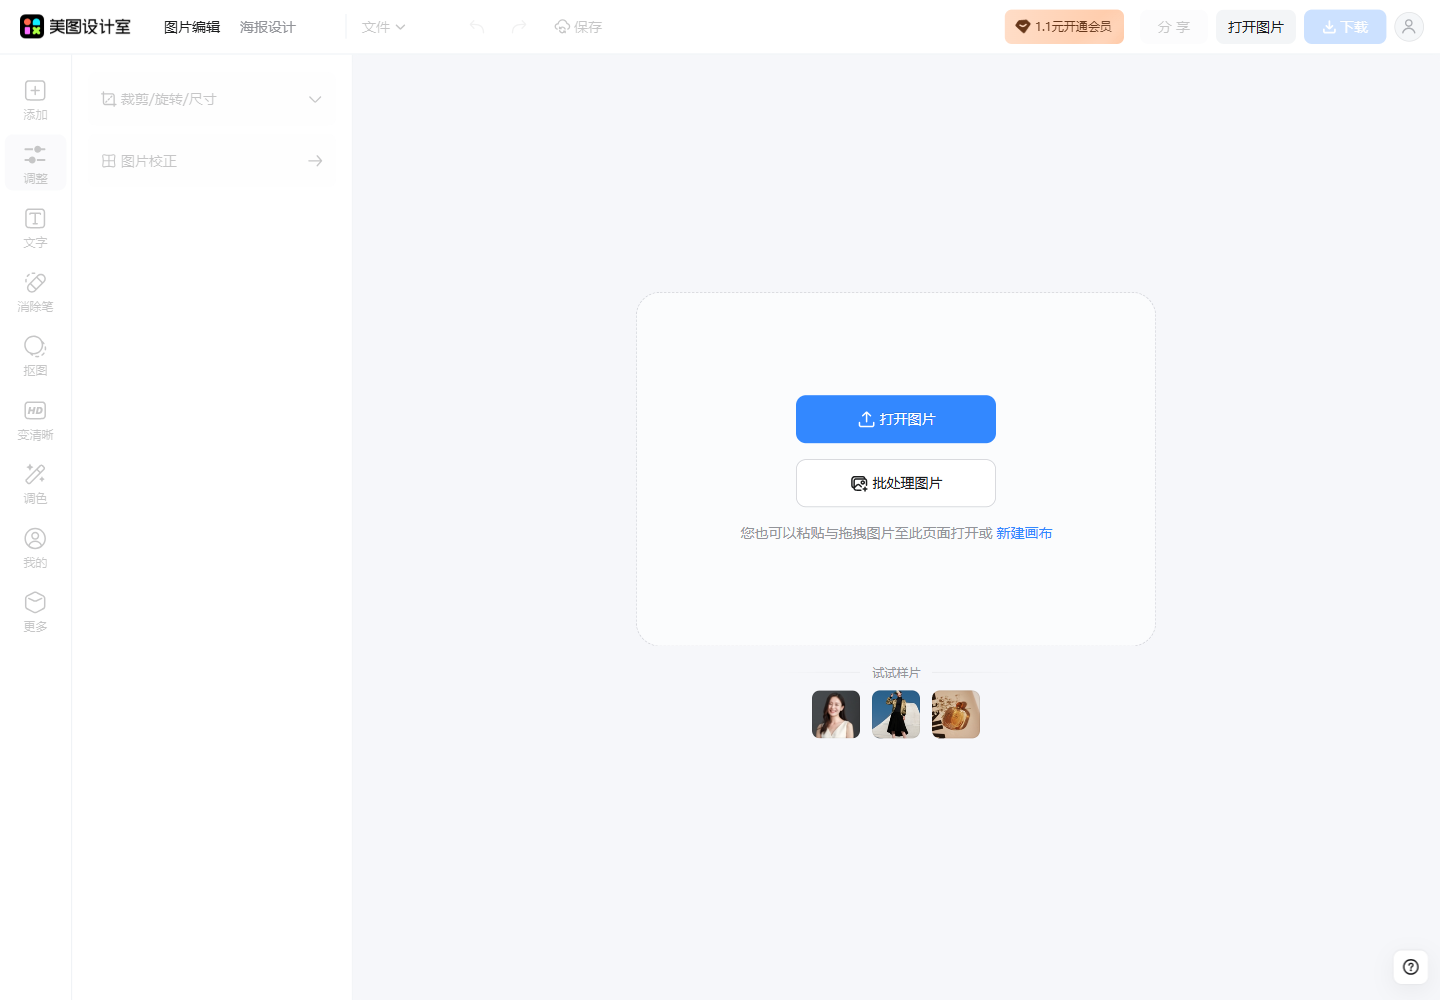 美图设计室 图片编辑 海报设计 文件 保存 1.1元开通会员 分享 打开图片 下载
添加
裁剪/旋转/尺寸
调整
图片校正
文字
消除笔
抠图
HD
变清晰
调色
我的
更多
打开图片
批处理图片
您也可以粘贴与拖拽图片至此页面打开或 新建画布
试试样片